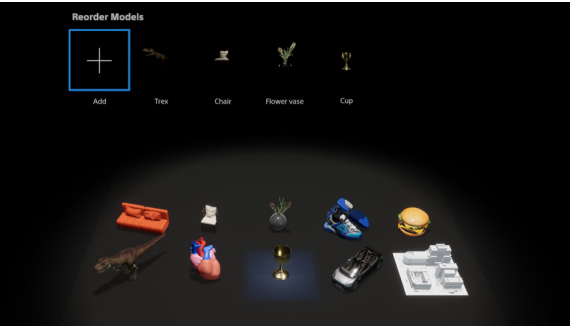 Reorder Models
Add
Trex
Chair
Flower vase
Cup